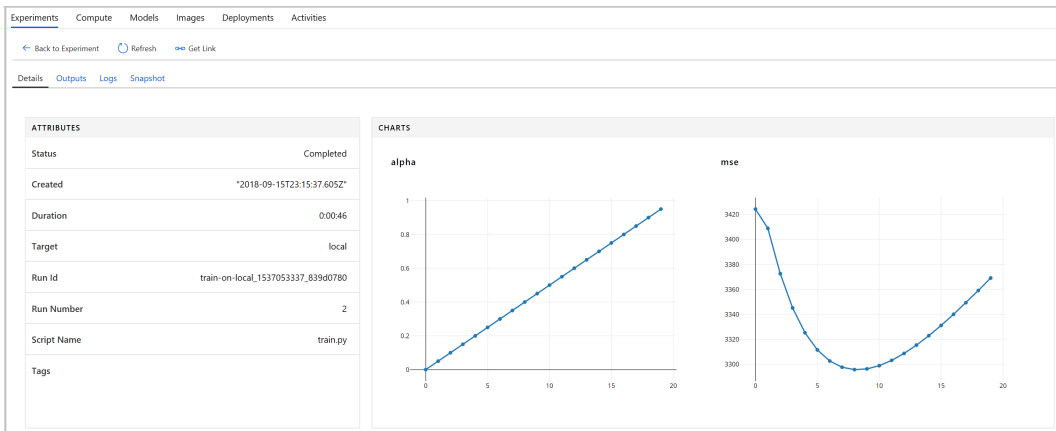 Experiments Compute Models Images Deployments Activities
Back to Experiment Refresh Get Link
Details Outputs Logs Snapshot
ATTRIBUTES
Status Completed
Created "2018-09-15T23:15:37.605Z"
Duration 0:00:46
Target local
Run Id train-on-local_1537053337_839d0780
Run Number 2
Script Name train.py
Tags
CHARTS
alpha
1
0.8
0.6
0.4
0.2
0
0 5 10 15 20
mse
3420
3400
3380
3360
3340
3320
3300
0 5 10 15 20